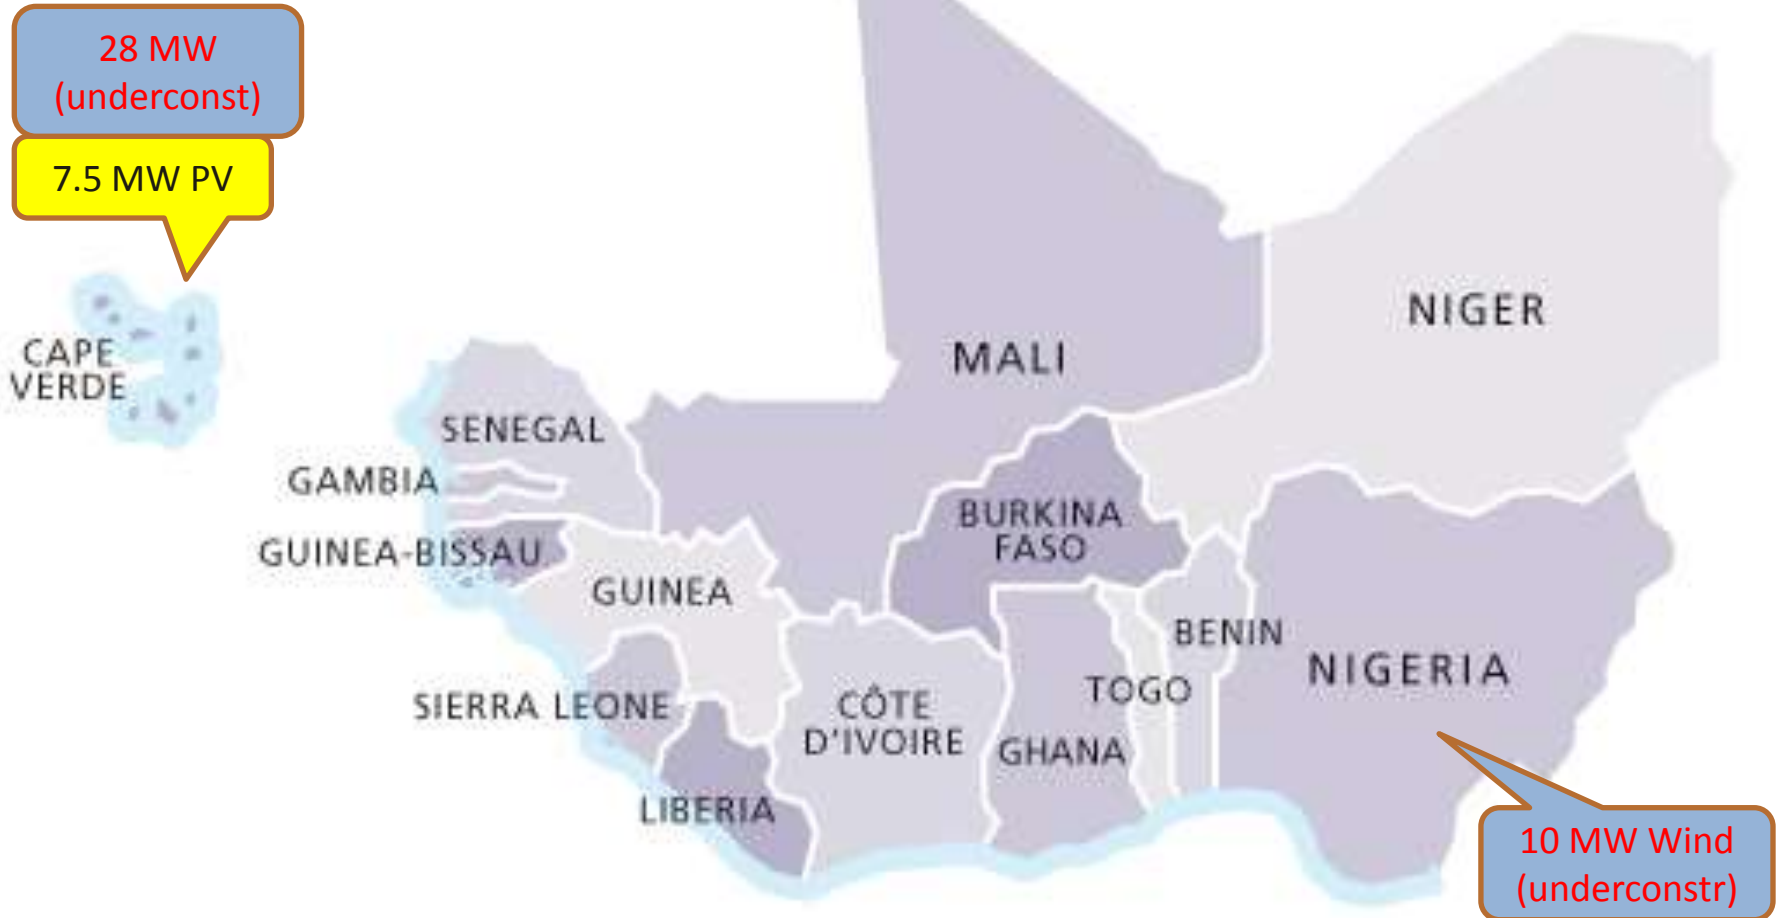 28 MW
(underconst)
7.5 MW PV
CAPE
VERDE
NIGER
MALI
SENEGAL
GAMBIA
GUINEA-BISSAU
BURKINA
FASO
GUINEA
BENIN
NIGERIA
TOGO
SIERRA LEONE
CÔTE
D'IVOIRE
GHANA
LIBERIA
10 MW Wind
(underconstr)